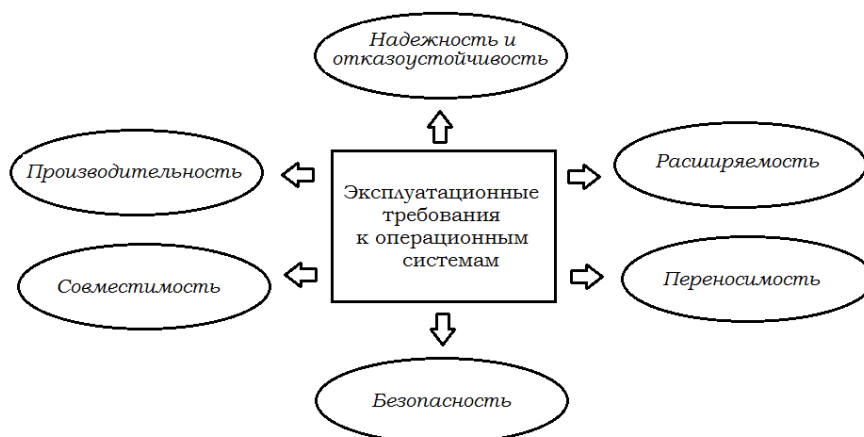 Надежность и
отказоустойчивость
Производительность
Расширяемость
Эксплуатационные
требования
к операционным
системам
Совместимость
Переносимость
Безопасность